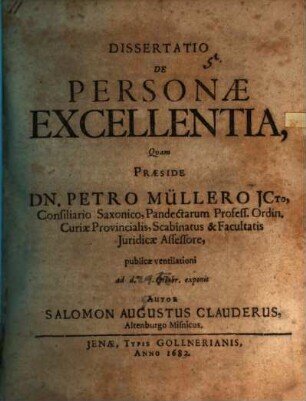 DISSERTATIO
DE
PERSONÆ
EXCELLENTIA,
Quam
PRÆSIDE
DN. PETRO MÜLLERO JCTO,
Consiliario Saxonico, Pandectarum Profess. Ordin.
Curiæ Provincialis, Scabinatus & Facultatis
Juridicæ Assessore,
publicæ ventilationi
ad d. exponit
AUTOR
SALOMON AUGUSTUS CLAUDERUS,
Altenburgo Misnicus.
JENÆ, TYPIS GOLLNERIANIS,
ANNO 1682.